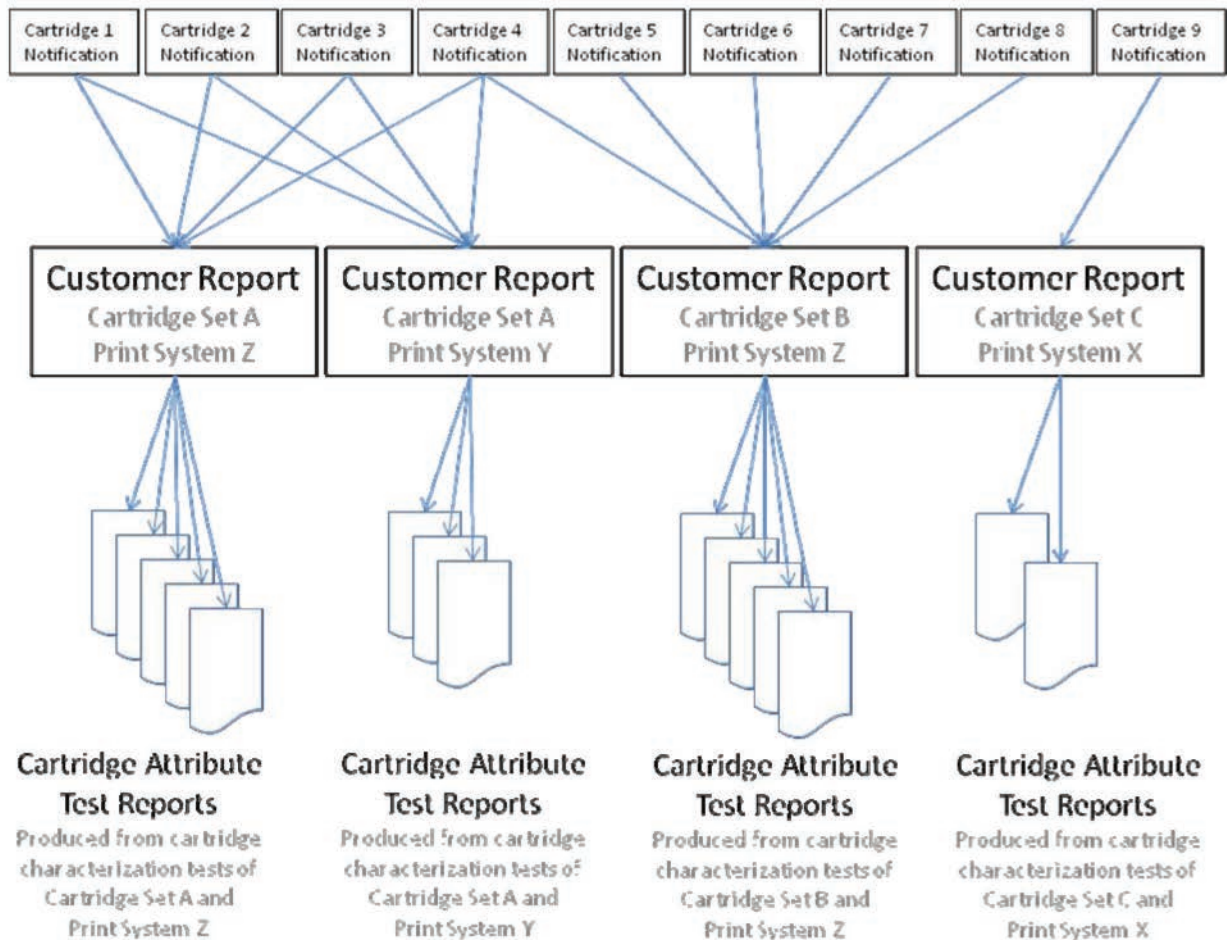 Cartridge 1
Notification
Cartridge 2
Notification
Cartridge 3
Notification
Cartridge 4
Notification
Cartridge 5
Notification
Cartridge 6
Notification
Cartridge 7
Notification
Cartridge 8
Notification
Cartridge 9
Notification
Customer Report
Cartridge Set A
Print System Z
Customer Report
Cartridge Set A
Print System Y
Customer Report
Cartridge Set B
Print System Z
Customer Report
Cartridge Set C
Print System X
Cartridge Attribute
Test Reports
Produced from cartridge
characterization tests of
Cartridge Set A and
Print System Z
Cartridge Attribute
Test Reports
Produced from cartridge
characterization tests of
Cartridge Set A and
Print System Y
Cartridge Attribute
Test Reports
Produced from cartridge
characterization tests of
Cartridge Set B and
Print System Z
Cartridge Attribute
Test Reports
Produced from cartridge
characterization tests of
Cartridge Set C and
Print System X